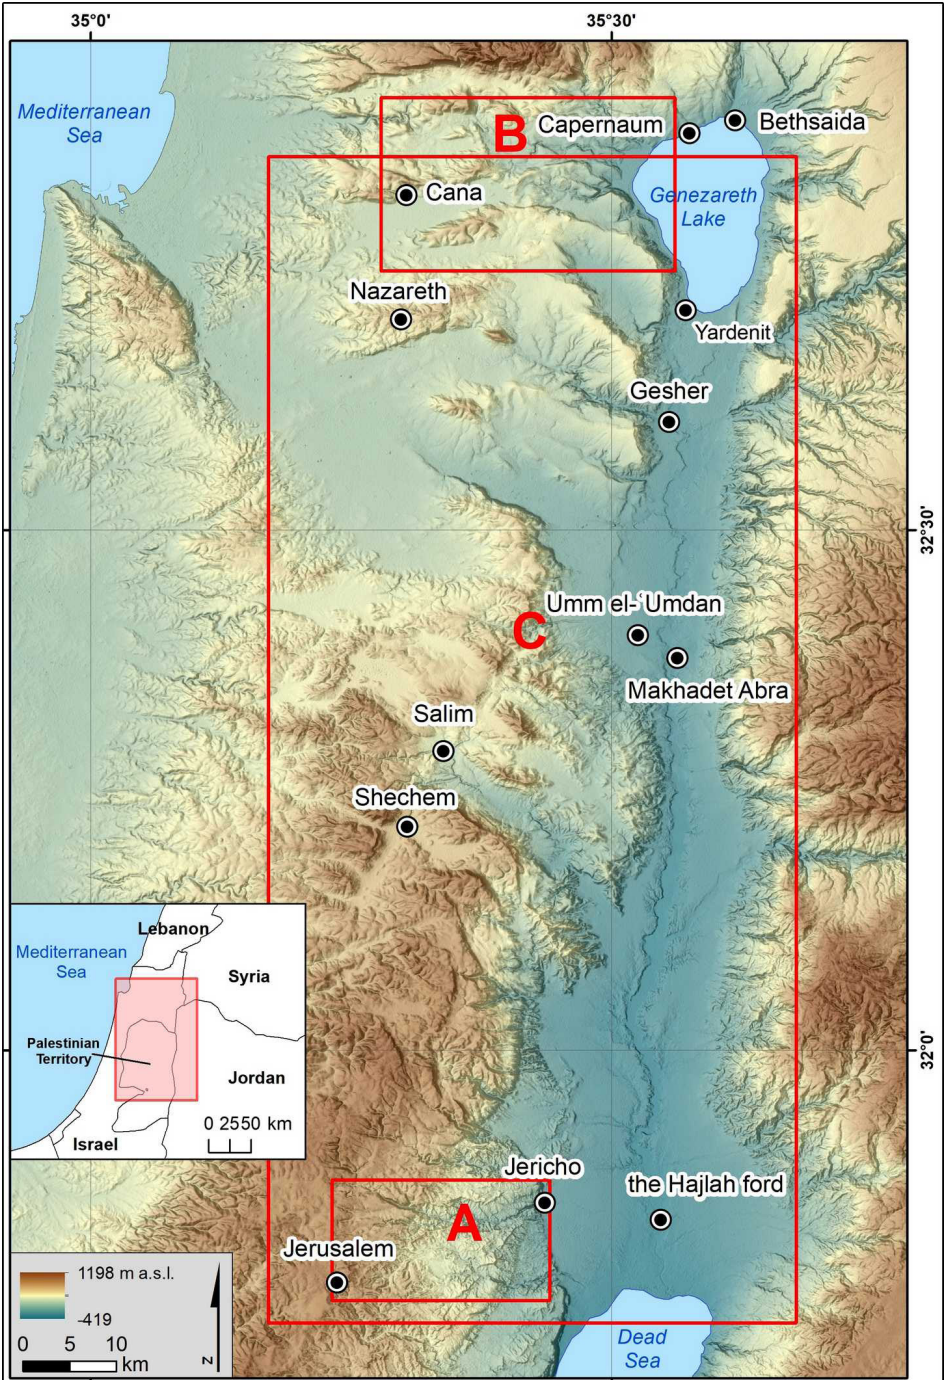 35°0'
35°30'
Mediterranean
Sea
B
Capernaum
Bethsaida
Cana
Genezareth
Lake
Nazareth
Yardenit
Gesher
32°30'
Umm el-ʿUmdan
C
Makhadet Abra
Salim
Shechem
Lebanon
Mediterranean
Sea
Syria
Palestinian
Territory
Jordan
0 2550 km
Israel
32°0'
Jericho
the Hajlah ford
A
Jerusalem
1198 m a.s.l.
-419
0 5 10
km
N
Dead
Sea